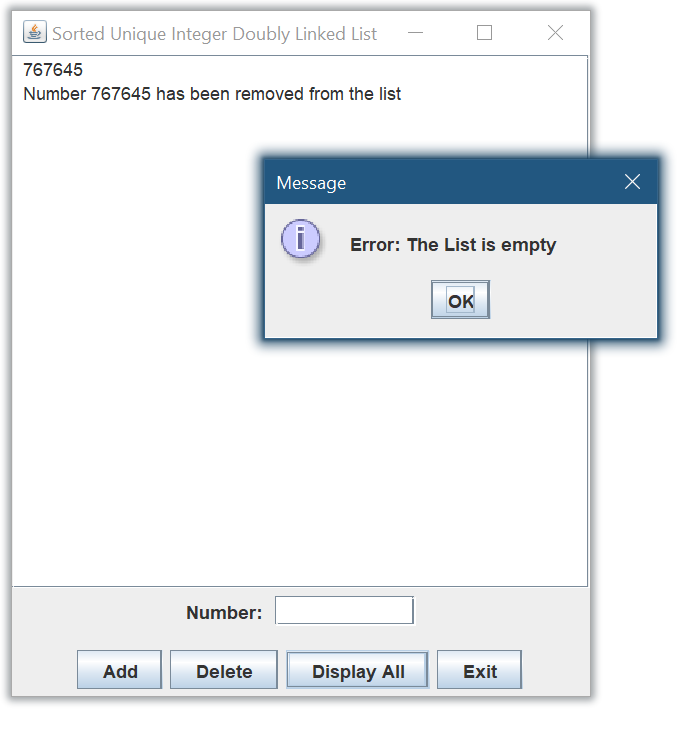 Sorted Unique Integer Doubly Linked List
767645
Number 767645 has been removed from the list
Message
i
Error: The List is empty
OK
Number:
Add Delete Display All Exit